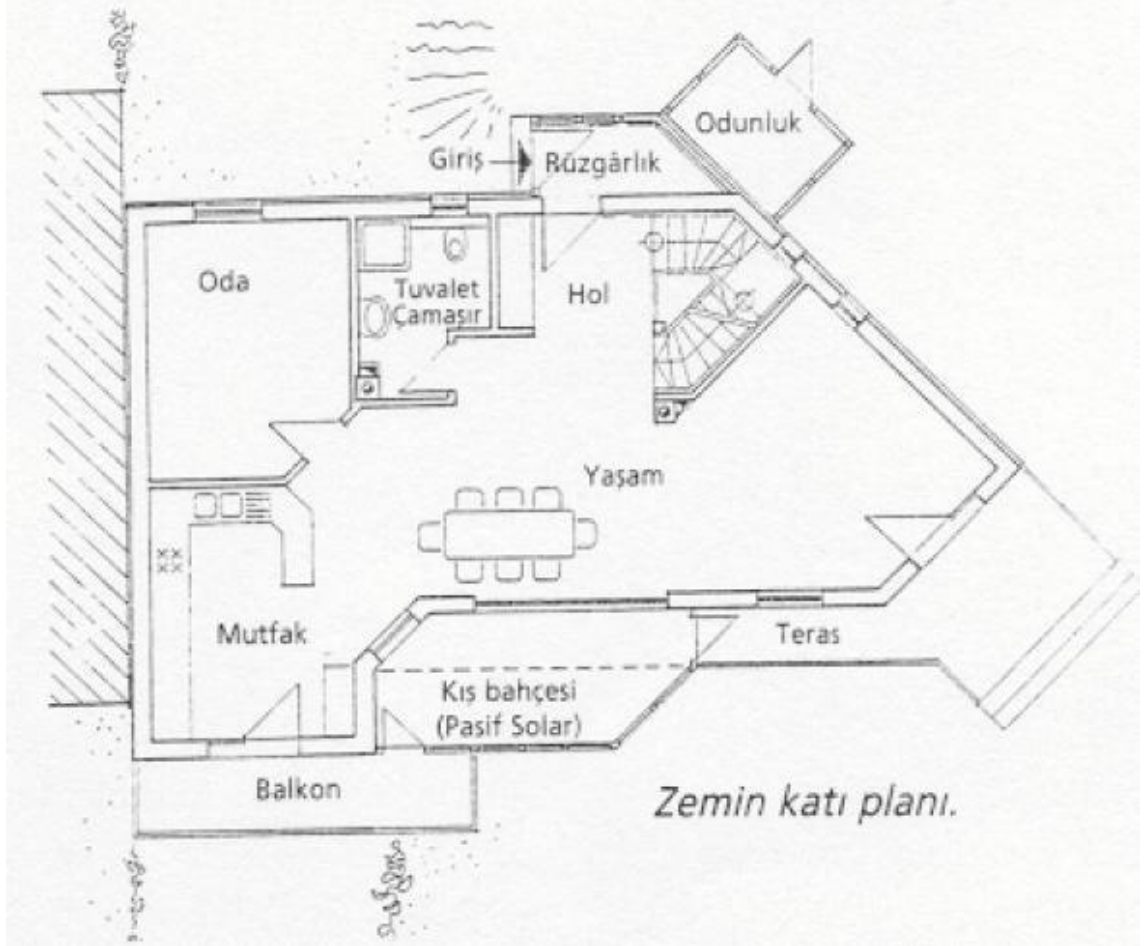 Odunluk
Giriş
Rüzgârlık
Oda
Tuvalet
Çamaşır
Hol
Yaşam
Mutfak
Teras
Kış bahçesi
(Pasif Solar)
Balkon
Zemin katı planı.